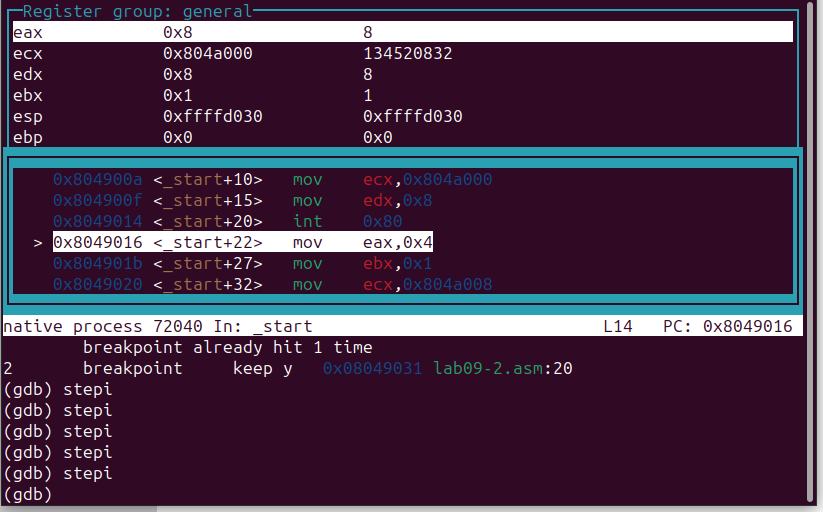 Register group: general
eax 0x8 8
ecx 0x804a000 134520832
edx 0x8 8
ebx 0x1 1
esp 0xffffd030 0xffffd030
ebp 0x0 0x0
0x804900a <_start+10> mov ecx,0x804a000
0x804900f <_start+15> mov edx,0x8
0x8049014 <_start+20> int 0x80
> 0x8049016 <_start+22> mov eax,0x4
0x804901b <_start+27> mov ebx,0x1
0x8049020 <_start+32> mov ecx,0x804a008
native process 72040 In: _start L14 PC: 0x8049016
breakpoint already hit 1 time
2 breakpoint keep y 0x08049031 lab09-2.asm:20
(gdb) stepi
(gdb) stepi
(gdb) stepi
(gdb) stepi
(gdb) stepi
(gdb)